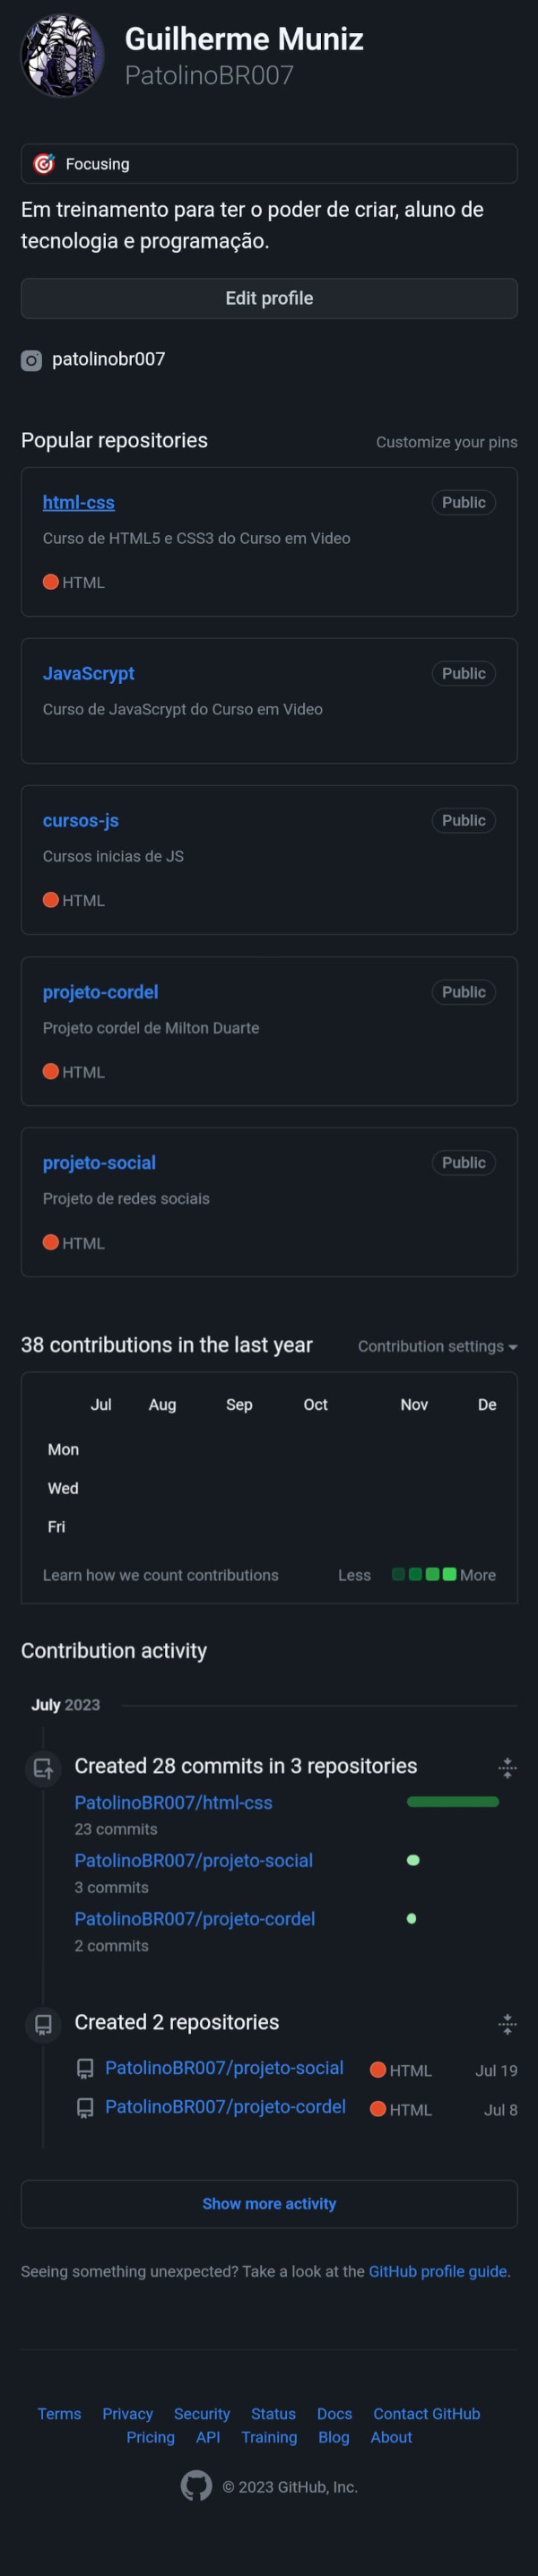 Guilherme Muniz
PatolinoBR007
Focusing
Em treinamento para ter o poder de criar, aluno de
tecnologia e programação.
Edit profile
patolinobr007
Popular repositories Customize your pins
html-css Public
Curso de HTML5 e CSS3 do Curso em Video
HTML
JavaScrypt Public
Curso de JavaScrypt do Curso em Video
cursos-js Public
Cursos inicias de JS
HTML
projeto-cordel Public
Projeto cordel de Milton Duarte
HTML
projeto-social Public
Projeto de redes sociais
HTML
38 contributions in the last year Contribution settings
Jul Aug Sep Oct Nov De
Mon
Wed
Fri
Learn how we count contributions Less More
Contribution activity
July 2023
Created 28 commits in 3 repositories
PatolinoBR007/html-css
23 commits
PatolinoBR007/projeto-social
3 commits
PatolinoBR007/projeto-cordel
2 commits
Created 2 repositories
PatolinoBR007/projeto-social HTML Jul 19
PatolinoBR007/projeto-cordel HTML Jul 8
Show more activity
Seeing something unexpected? Take a look at the GitHub profile guide.
Terms Privacy Security Status Docs Contact GitHub
Pricing API Training Blog About
© 2023 GitHub, Inc.